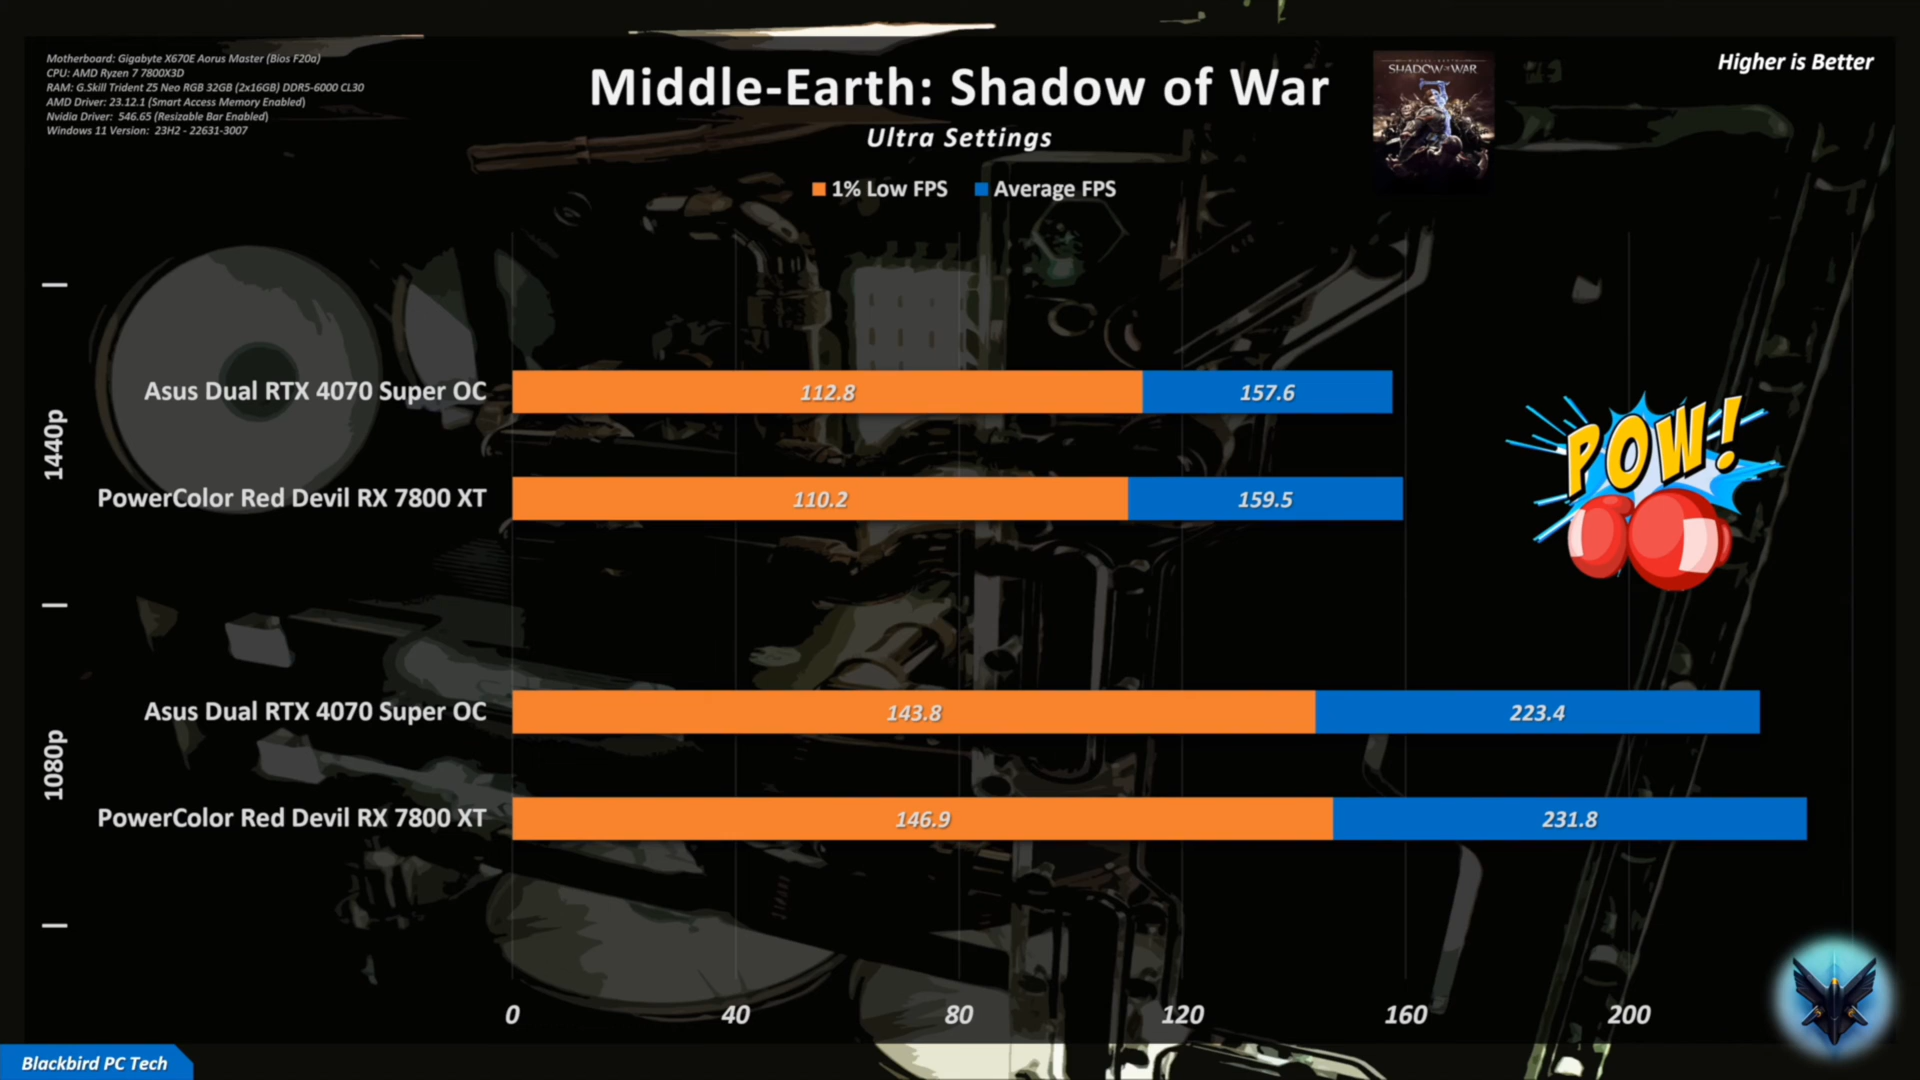 Motherboard: Gigabyte X670E Aorus Master (Bios F20a)
CPU: AMD Ryzen 7 7800X3D
RAM: G.Skill Trident Z5 Neo RGB 32GB (2x16GB) DDR5-6000 CL30
AMD Driver: 23.12.1 (Smart Access Memory Enabled)
Nvidia Driver: 546.65 (Resizable Bar Enabled)
Windows 11 Version: 23H2 - 22631-3007
Middle-Earth: Shadow of War
Ultra Settings
1% Low FPS Average FPS
MIDDLE-EARTH
SHADOW OF WAR
Higher is Better
1440p
Asus Dual RTX 4070 Super OC 112.8 157.6
PowerColor Red Devil RX 7800 XT 110.2 159.5
POW!
1080p
Asus Dual RTX 4070 Super OC 143.8 223.4
PowerColor Red Devil RX 7800 XT 146.9 231.8
0 40 80 120 160 200
Blackbird PC Tech